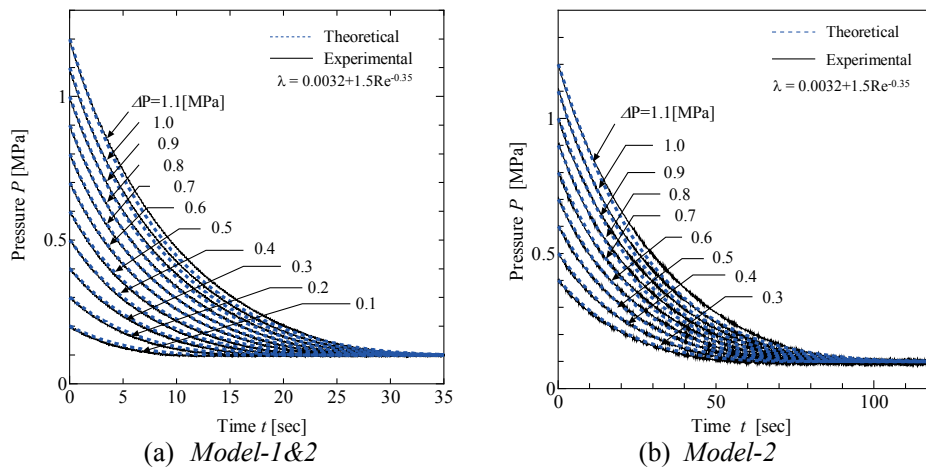 Theoretical
Experimental
λ = 0.0032+1.5Re-0.35
ΔP=1.1[MPa]
1.0
0.9
0.8
0.7
0.6
0.5
0.4
0.3
0.2
0.1
1
0.5
0
Pressure P [MPa]
0 5 10 15 20 25 30 35
Time t [sec]
(a) Model-1&2
Theoretical
Experimental
λ = 0.0032+1.5Re-0.35
ΔP=1.1[MPa]
1.0
0.9
0.8
0.7
0.6
0.5
0.4
0.3
1
0.5
0
Pressure P [MPa]
0 50 100
Time t [sec]
(b) Model-2